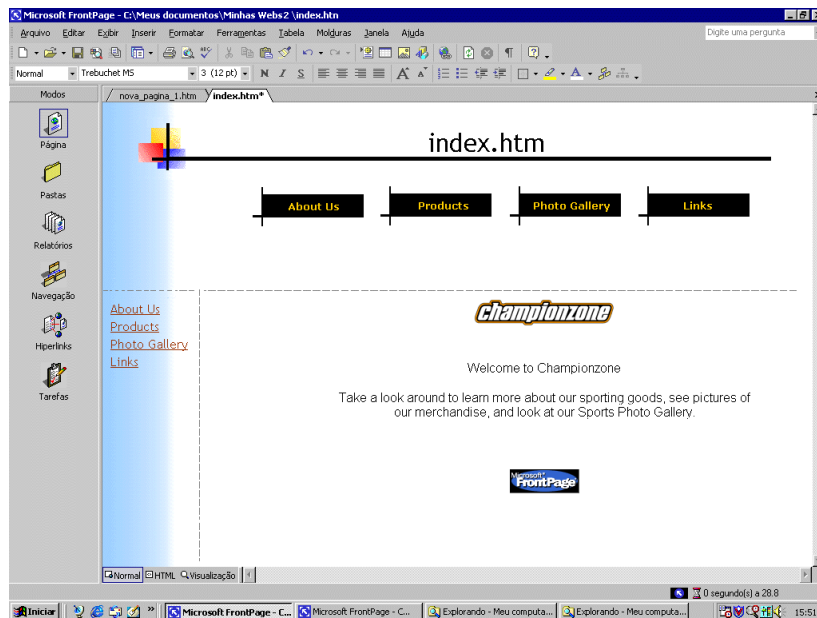 Microsoft FrontPage - C:\Meus documentos\Minhas Webs2 \index.htn
Arquivo Editar Exibir Inserir Formatar Ferramentas Tabela Molduras Janela Ajuda Digite uma pergunta
Normal Trebuchet MS 3 (12 pt) N I S
Modos
nova_pagina_1.htm index.htm*
Página
Pastas
Relatórios
Navegação
Hiperlinks
Tarefas
index.htm
About Us Products Photo Gallery Links
About Us
Products
Photo Gallery
Links
championzone
Welcome to Championzone
Take a look around to learn more about our sporting goods, see pictures of
our merchandise, and look at our Sports Photo Gallery.
Microsoft
FrontPage
Normal HTML Visualização
0 segundo(s) a 28.8
Iniciar » Microsoft FrontPage - C... Microsoft FrontPage - C... Explorando - Meu computa... Explorando - Meu computa... 15:51